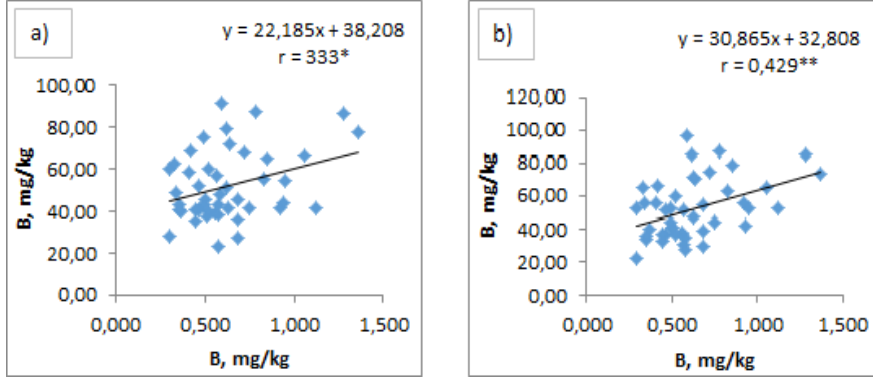 a)
y = 22,185x + 38,208
r = 333*
100,00
80,00
60,00
40,00
20,00
0,00
0,000 0,500 1,000 1,500
B, mg/kg
B, mg/kg
b)
y = 30,865x + 32,808
r = 0,429**
120,00
100,00
80,00
60,00
40,00
20,00
0,00
0,000 0,500 1,000 1,500
B, mg/kg
B, mg/kg